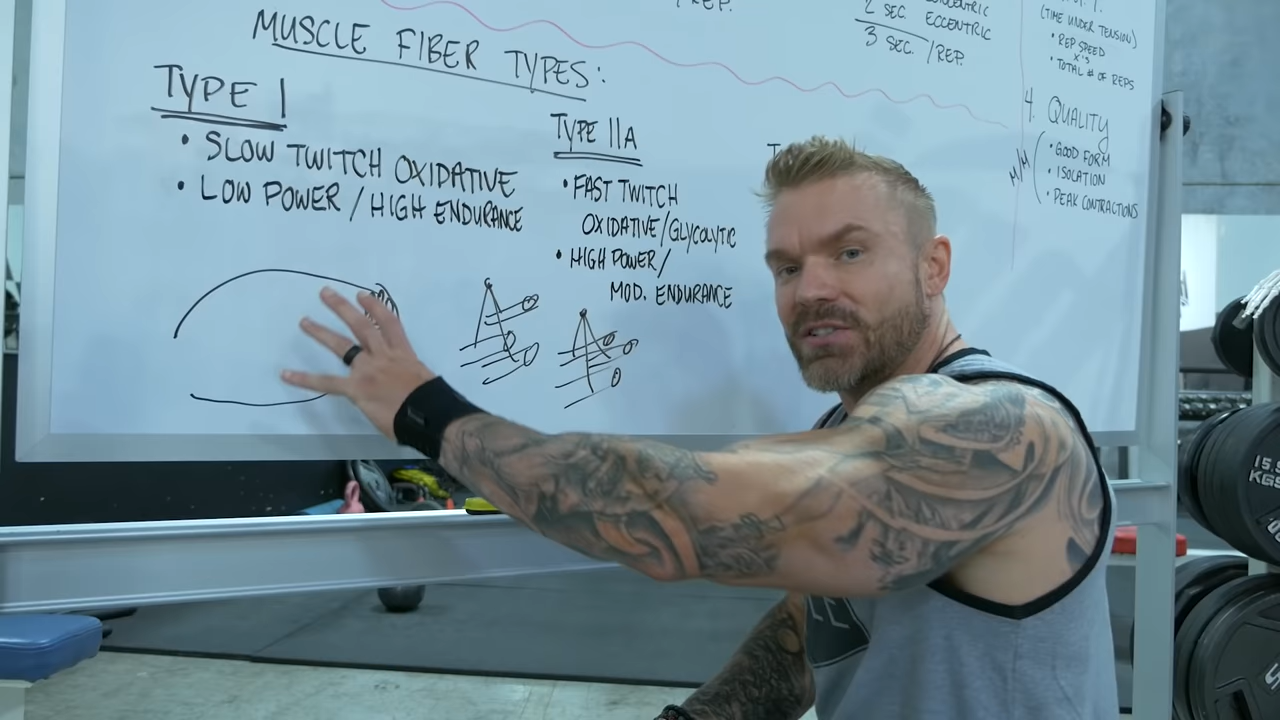 REP.
2 SEC. ECCENTRIC
3 SEC. /REP.
(TIME UNDER TENSION)
• REP SPEED
X'S
• TOTAL # OF REPS
4. QUALITY
• GOOD FORM
• ISOLATION
• PEAK CONTRACTIONS
M/M
MUSCLE FIBER TYPES:
TYPE I
• SLOW TWITCH OXIDATIVE
• LOW POWER / HIGH ENDURANCE
TYPE IIA
• FAST TWITCH
OXIDATIVE/GLYCOLYTIC
• HIGH POWER/
MOD. ENDURANCE
KGS